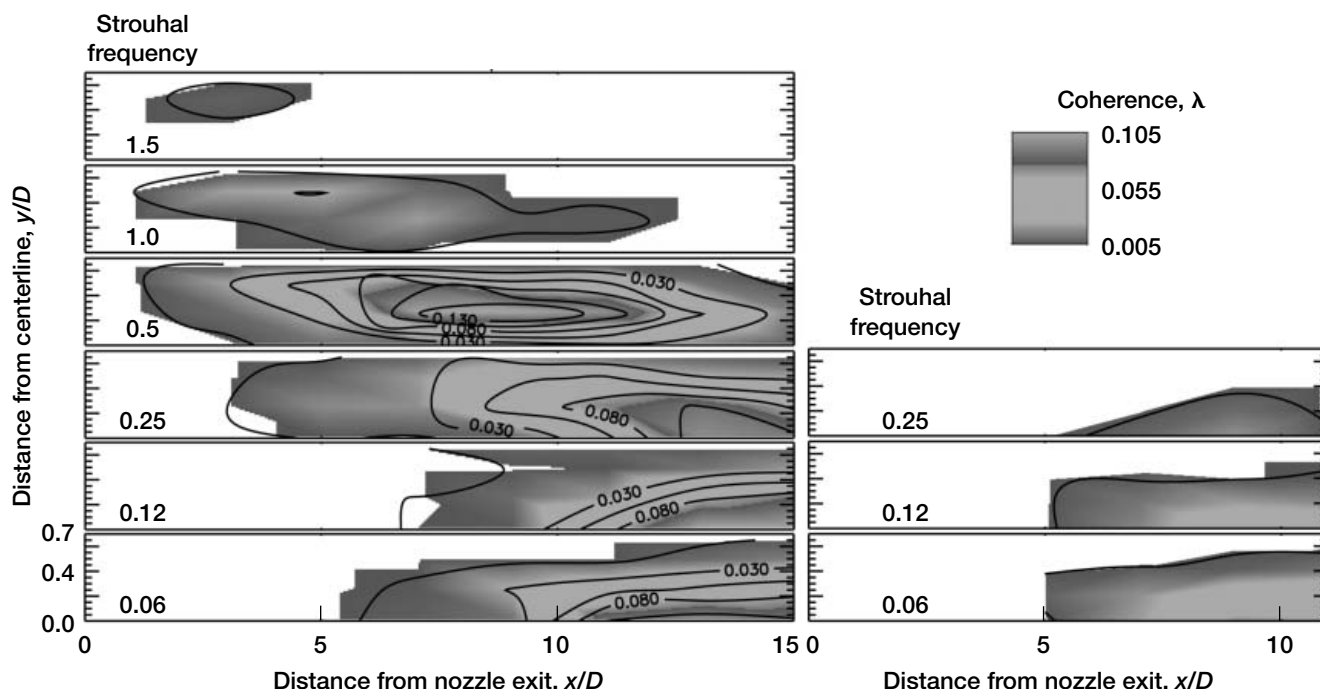 Strouhal
frequency
1.5
1.0
0.5
0.030
0.130
0.080
0.030
0.25
0.030
0.080
0.12
0.030
0.080
0.06
0.030
0.080
0.7
0.4
0.0
0 5 10 15
Distance from centerline, y/D
Distance from nozzle exit, x/D
Coherence, λ
0.105
0.055
0.005
Strouhal
frequency
0.25
0.12
0.06
0 5 10
Distance from nozzle exit, x/D